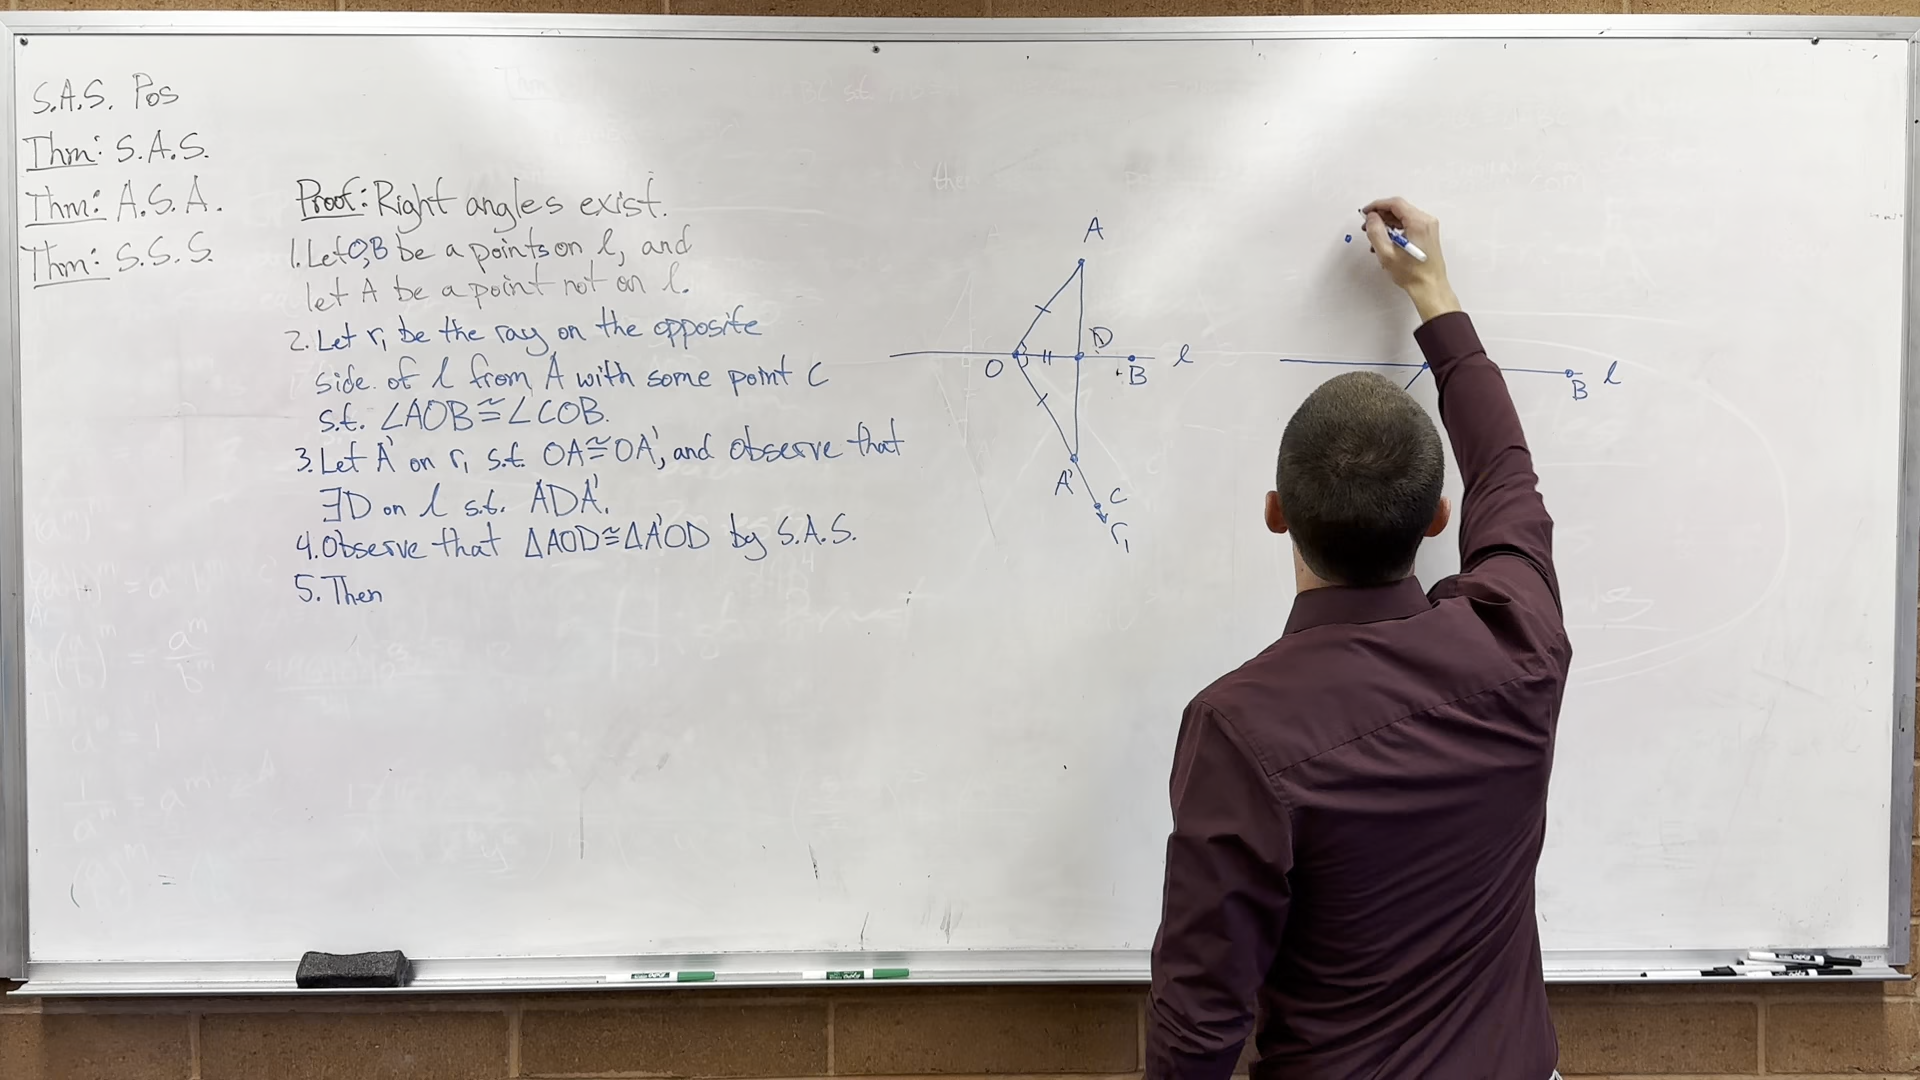 S.A.S. Pos
Thm: S.A.S.
Thm: A.S.A.
Thm: S.S.S.
Proof: Right angles exist.
1. Let O,B be a points on l, and
let A be a point not on l.
2. Let r₁ be the ray on the opposite
side of l from A with some point C
s.t. ∠AOB≅∠COB.
3. Let A' on r₁ s.t. OA≅OA', and observe that
∃D on l s.t. ADA'.
4. Observe that ΔAOD≅ΔA'OD by S.A.S.
5. Then
A
O
D
B
l
A'
C
r₁
B
l